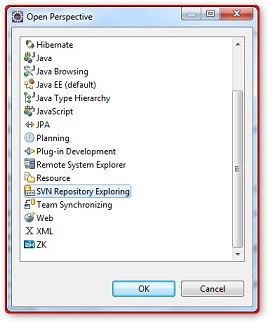 Open Perspective
Hibernate
Java
Java Browsing
Java EE (default)
Java Type Hierarchy
JavaScript
JPA
Planning
Plug-in Development
Remote System Explorer
Resource
SVN Repository Exploring
Team Synchronizing
Web
XML
ZK
OK
Cancel